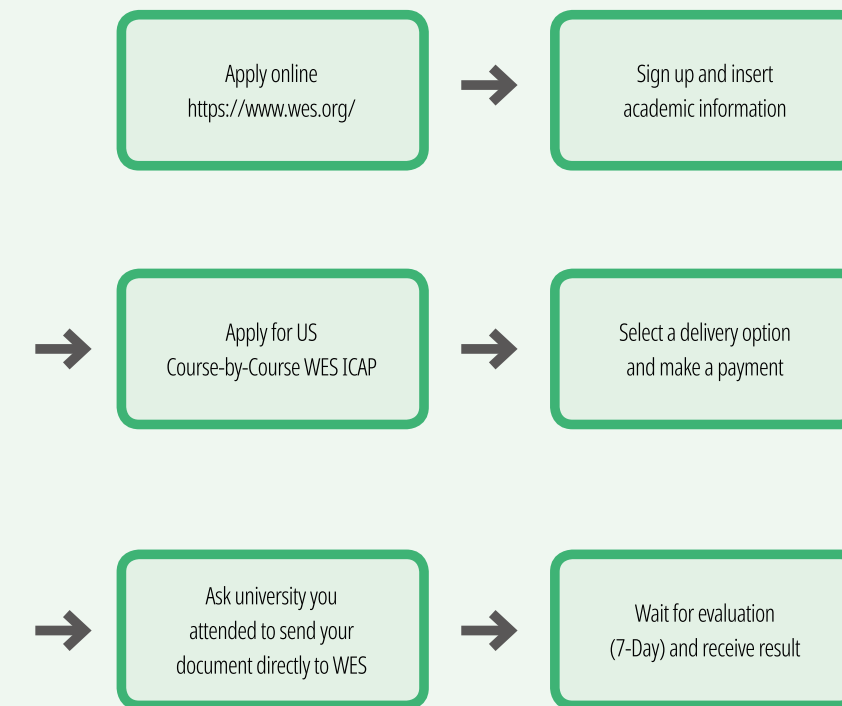 Apply online
https://www.wes.org/
Sign up and insert
academic information
Apply for US
Course-by-Course WES ICAP
Select a delivery option
and make a payment
Ask university you
attended to send your
document directly to WES
Wait for evaluation
(7-Day) and receive result